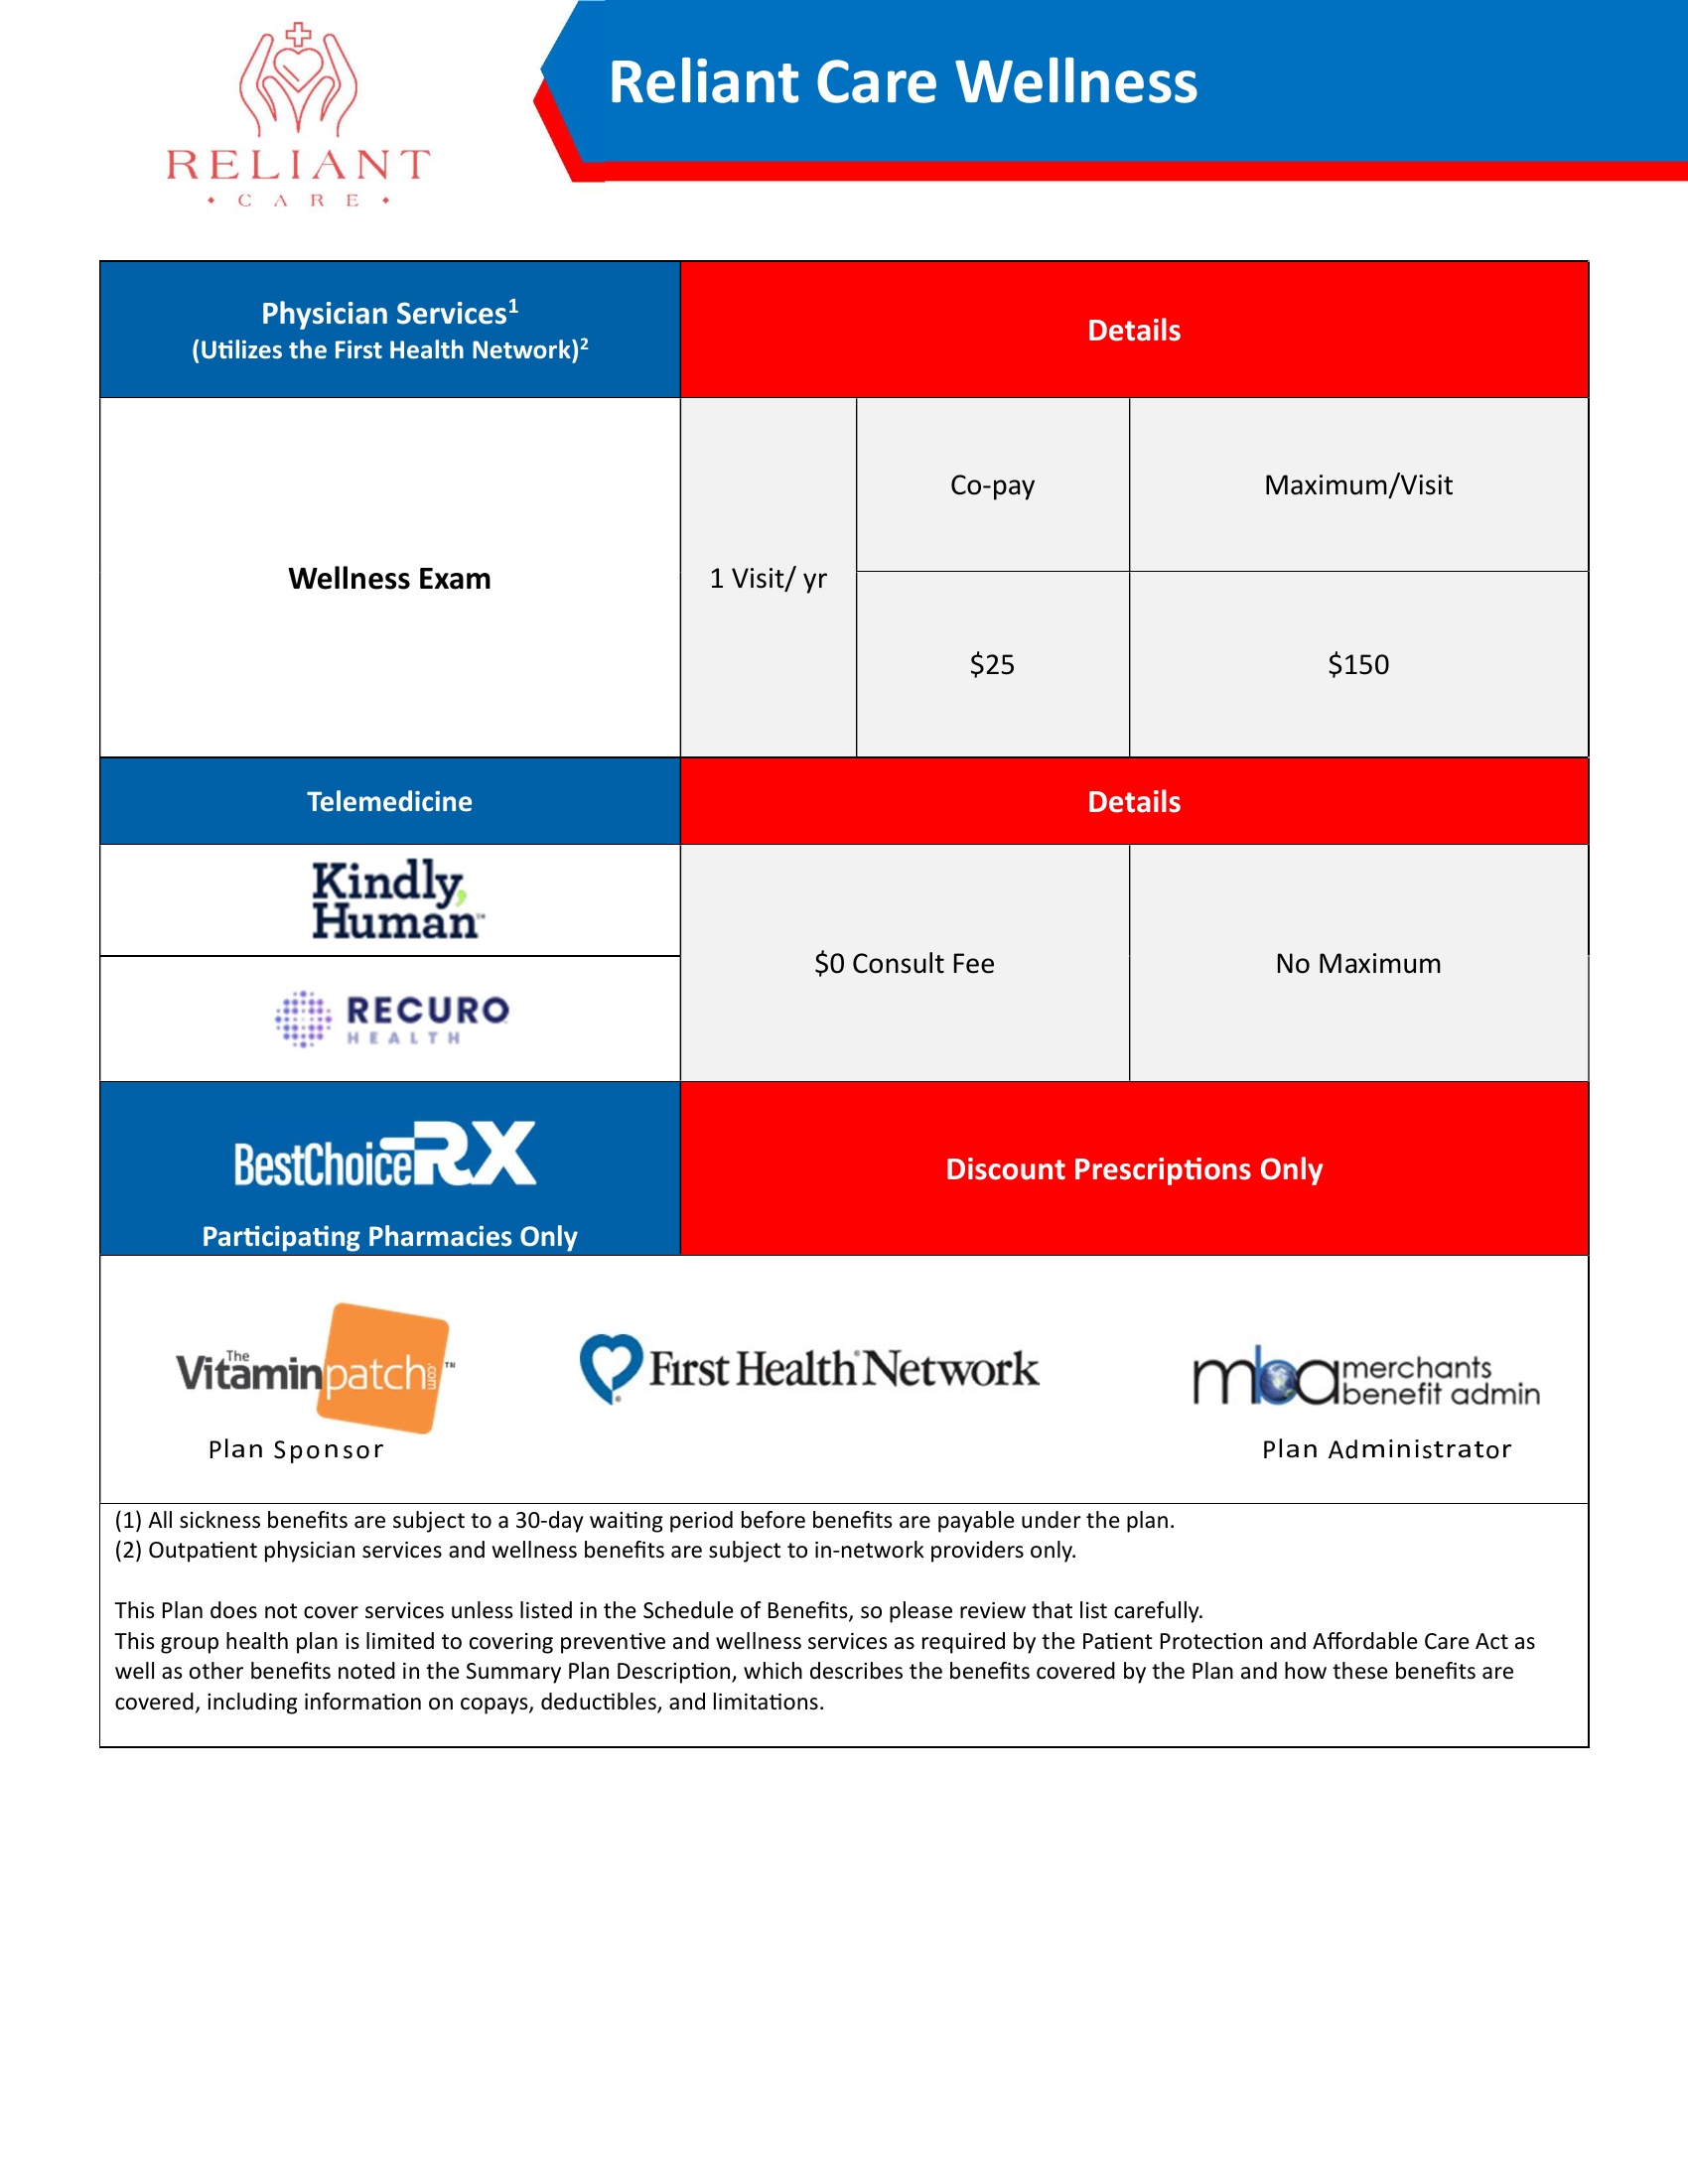 RELIANT
• CARE •
Reliant Care Wellness
Physician Services1
(Utilizes the First Health Network)2
Details
Wellness Exam
1 Visit/ yr
Co-pay
Maximum/Visit
$25
$150
Telemedicine
Details
Kindly,
Human™
RECURO
HEALTH
$0 Consult Fee
No Maximum
BestChoiceRX
Participating Pharmacies Only
Discount Prescriptions Only
The
Vitaminpatch.com™
Plan Sponsor
First Health® Network
mba merchants
benefit admin
Plan Administrator
(1) All sickness benefits are subject to a 30-day waiting period before benefits are payable under the plan.
(2) Outpatient physician services and wellness benefits are subject to in-network providers only.
This Plan does not cover services unless listed in the Schedule of Benefits, so please review that list carefully.
This group health plan is limited to covering preventive and wellness services as required by the Patient Protection and Affordable Care Act as
well as other benefits noted in the Summary Plan Description, which describes the benefits covered by the Plan and how these benefits are
covered, including information on copays, deductibles, and limitations.